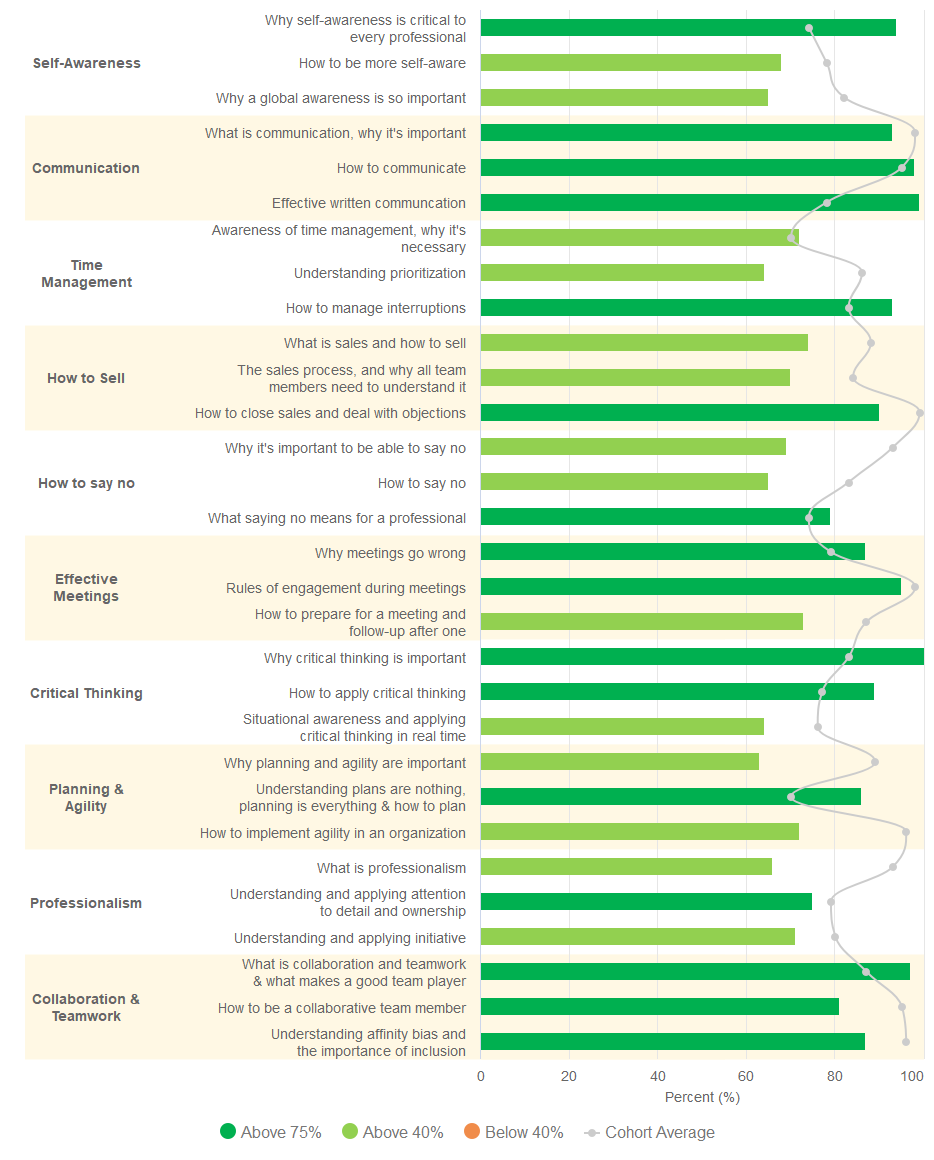 Why self-awareness is critical to
every professional
Self-Awareness
How to be more self-aware
Why a global awareness is so important
What is communication, why it's important
Communication
How to communicate
Effective written communcation
Awareness of time management, why it's
necessary
Time
Management
Understanding prioritization
How to manage interruptions
What is sales and how to sell
How to Sell
The sales process, and why all team
members need to understand it
How to close sales and deal with objections
Why it's important to be able to say no
How to say no
How to say no
What saying no means for a professional
Why meetings go wrong
Effective
Meetings
Rules of engagement during meetings
How to prepare for a meeting and
follow-up after one
Why critical thinking is important
Critical Thinking
How to apply critical thinking
Situational awareness and applying
critical thinking in real time
Why planning and agility are important
Planning &
Agility
Understanding plans are nothing,
planning is everything & how to plan
How to implement agility in an organization
What is professionalism
Professionalism
Understanding and applying attention
to detail and ownership
Understanding and applying initiative
What is collaboration and teamwork
& what makes a good team player
Collaboration &
Teamwork
How to be a collaborative team member
Understanding affinity bias and
the importance of inclusion
0 20 40 60 80 100
Percent (%)
Above 75% Above 40% Below 40% Cohort Average